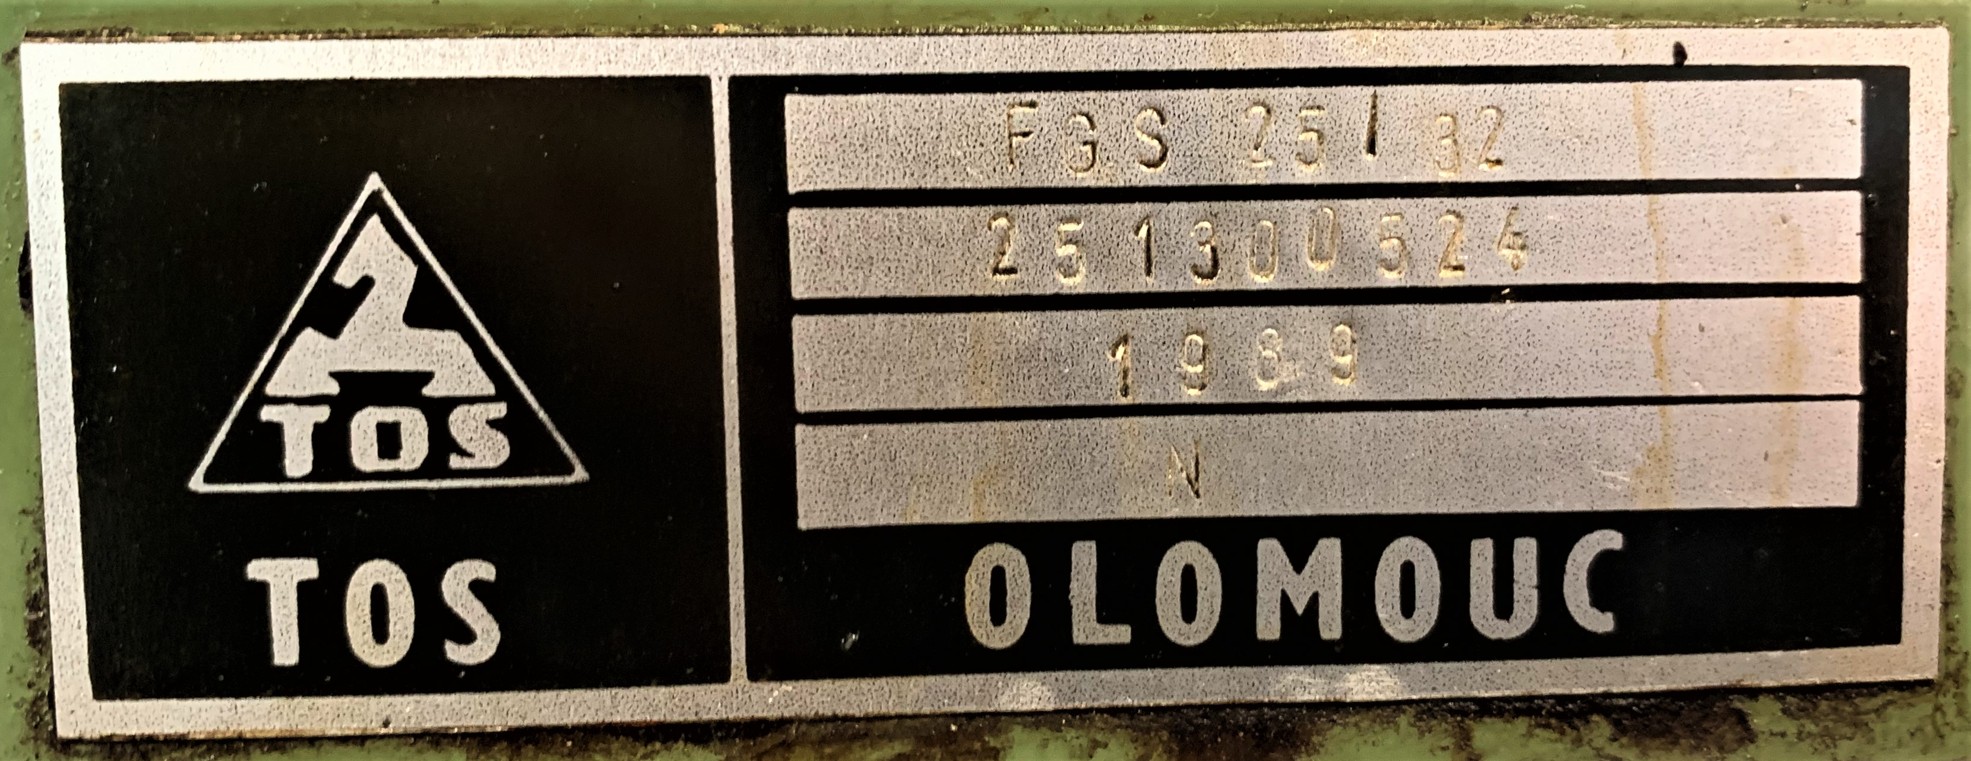 TOS
TOS
FGS 25/32
251300524
1989
N
OLOMOUC